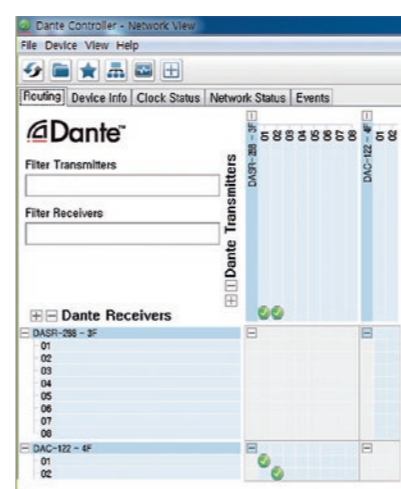 Dante Controller - Network View
File Device View Help
Routing Device Info Clock Status Network Status Events
Dante™
Filter Transmitters
Filter Receivers
Dante Transmitters
DASR-288 - 3F
01
02
03
04
05
06
07
08
DAC-122 - 4F
01
02
Dante Receivers
DASR-288 - 3F
01
02
03
04
05
06
07
08
DAC-122 - 4F
01
02